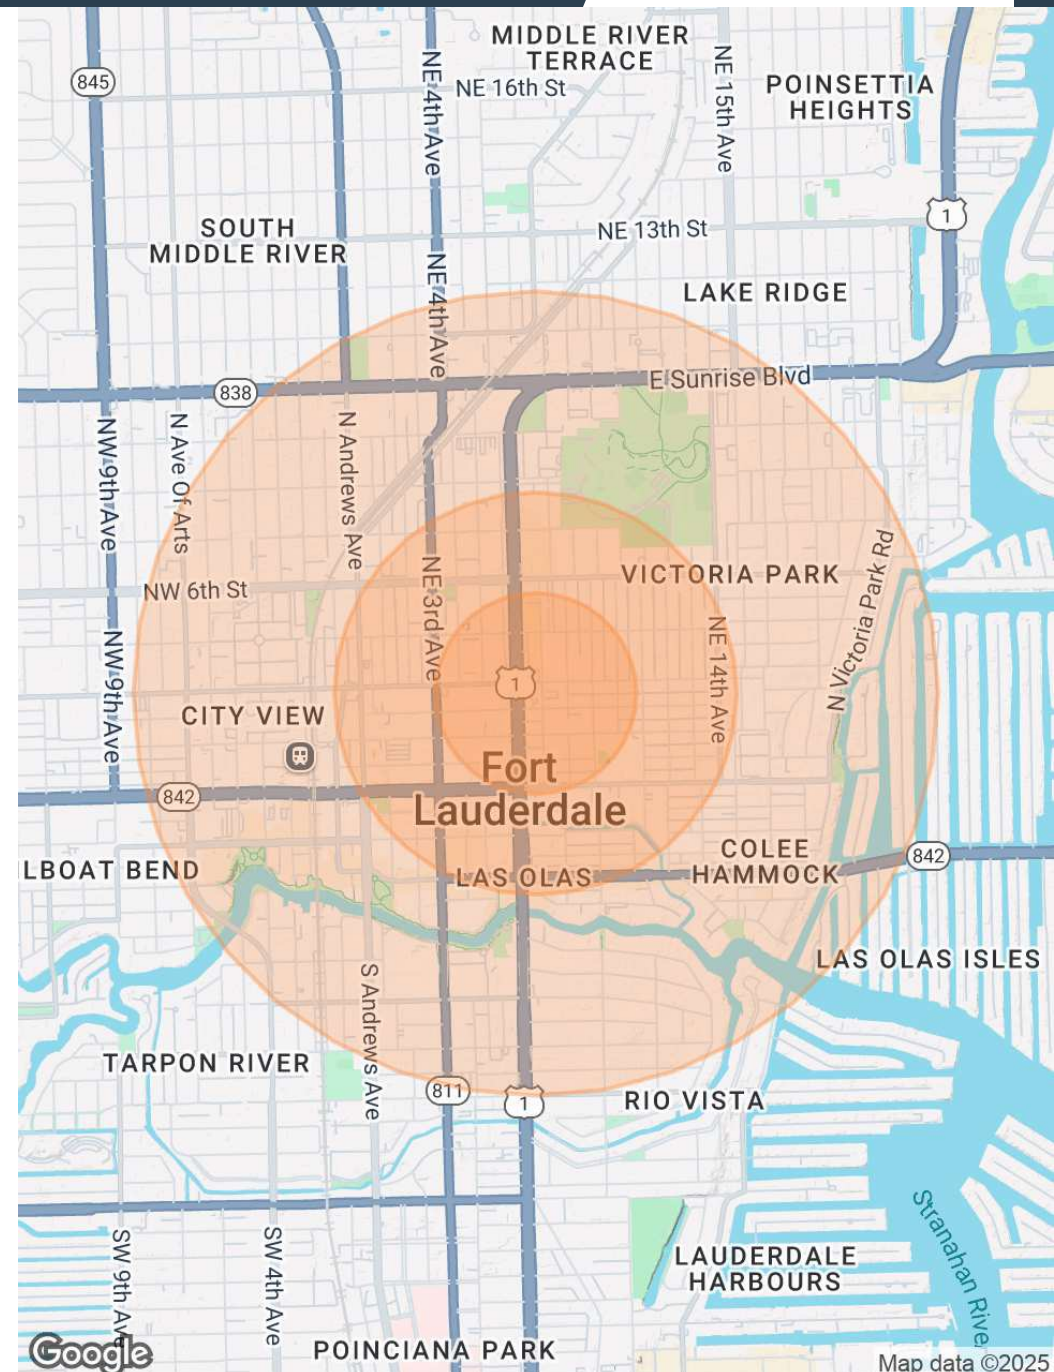 MIDDLE RIVER
TERRACE
845
NE 4th Ave
NE 16th St
NE 15th Ave
POINSETTIA
HEIGHTS
1
SOUTH
MIDDLE RIVER
NE 13th St
NE 4th Ave
LAKE RIDGE
838
E Sunrise Blvd
NW 9th Ave
N Ave Of Arts
N Andrews Ave
NE 3rd Ave
VICTORIA PARK
N Victoria Park Rd
NW 6th St
NE 14th Ave
NW 9th Ave
1
CITY VIEW
Fort
Lauderdale
842
COLEE
HAMMOCK
842
LBOAT BEND
LAS OLAS
LAS OLAS ISLES
S Andrews Ave
TARPON RIVER
811
1
RIO VISTA
SW 9th Av
SW 4th Ave
LAUDERDALE
HARBOURS
Stranahan River
POINCIANA PARK
Google
Map data ©2025